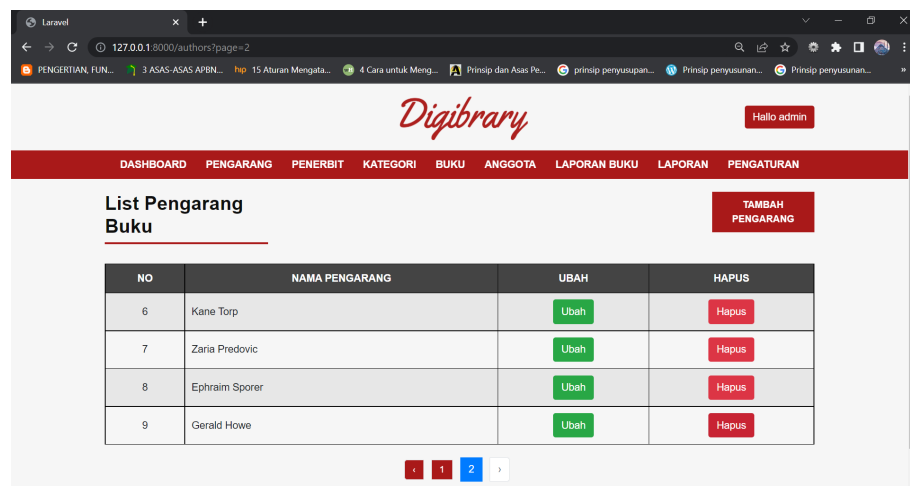 Laravel
127.0.0.1:8000/authors?page=2
PENGERTIAN, FUN... 3 ASAS-ASAS APBN... hip 15 Aturan Mengata... 4 Cara untuk Meng... Prinsip dan Asas Pe... prinsip penyusupan... Prinsip penyusunan... Prinsip penyusunan... »
Digibrary
Hallo admin
DASHBOARD PENGARANG PENERBIT KATEGORI BUKU ANGGOTA LAPORAN BUKU LAPORAN PENGATURAN
List Pengarang
Buku
TAMBAH
PENGARANG
NO NAMA PENGARANG UBAH HAPUS
6 Kane Torp Ubah Hapus
7 Zaria Predovic Ubah Hapus
8 Ephraim Sporer Ubah Hapus
9 Gerald Howe Ubah Hapus
‹ 1 2 ›